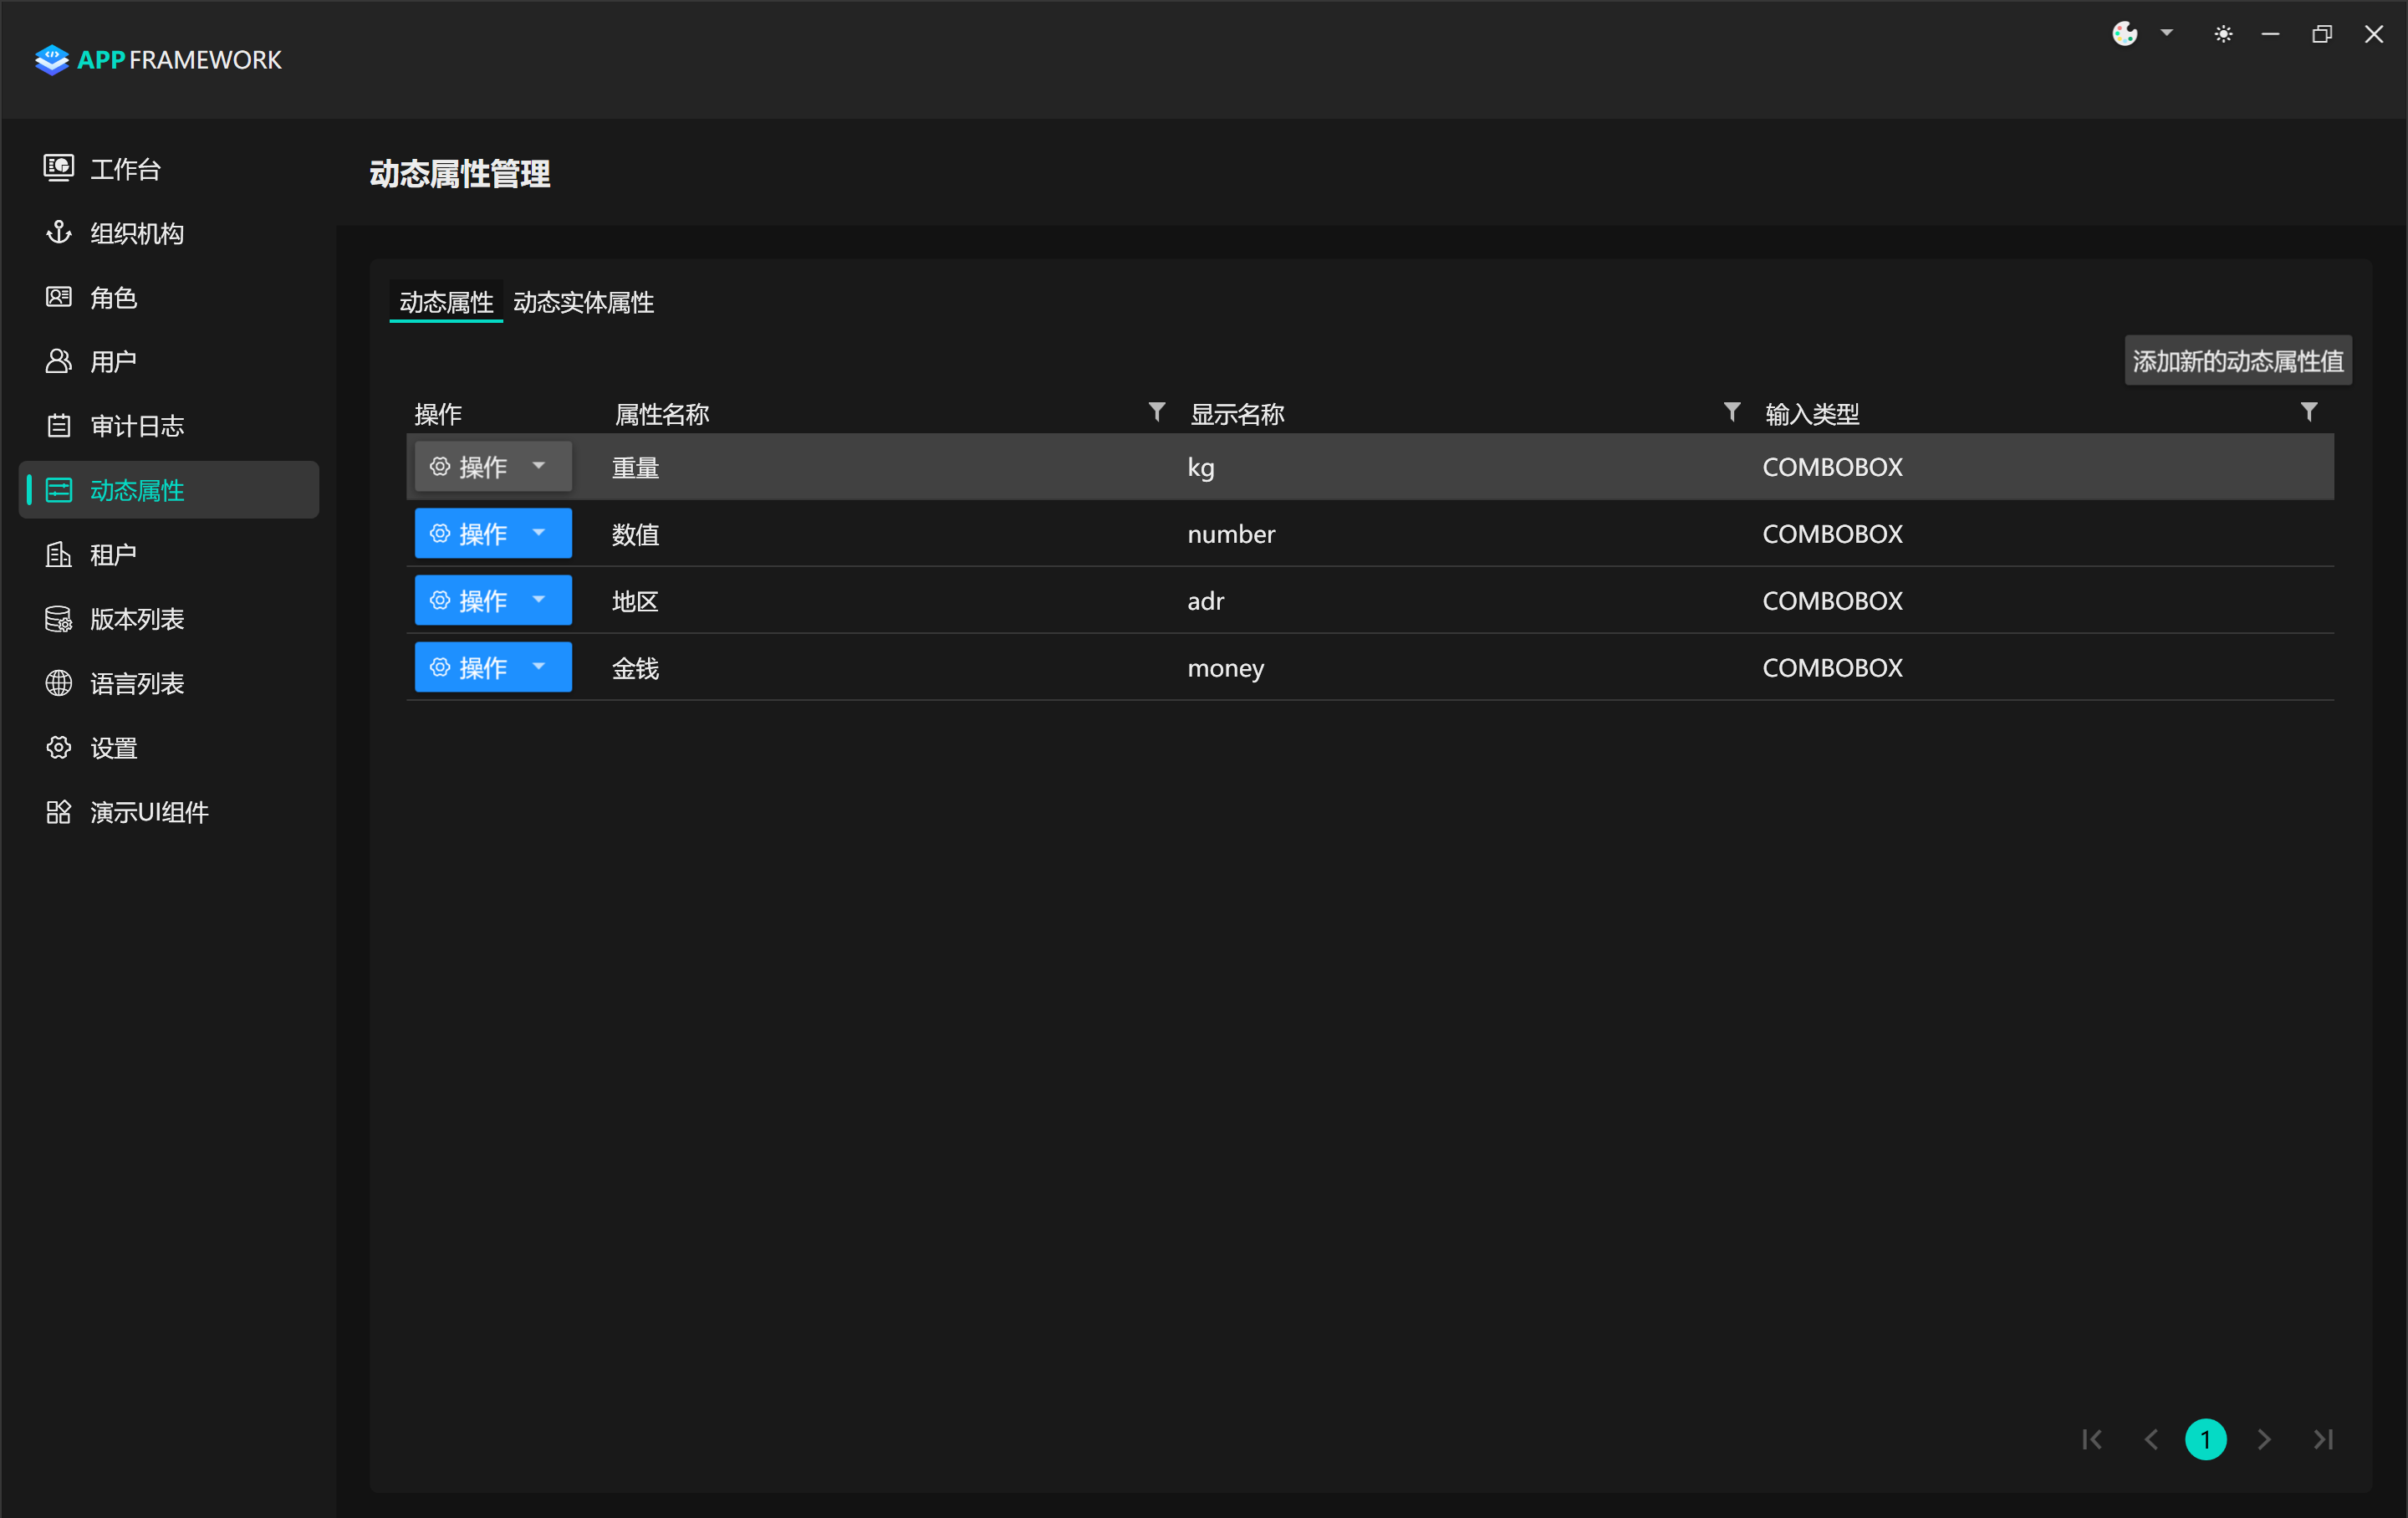 APP FRAMEWORK
工作台
组织机构
角色
用户
审计日志
动态属性
租户
版本列表
语言列表
设置
演示UI组件
动态属性管理
动态属性 动态实体属性
添加新的动态属性值
操作 属性名称 显示名称 输入类型
操作 重量 kg COMBOBOX
操作 数值 number COMBOBOX
操作 地区 adr COMBOBOX
操作 金钱 money COMBOBOX
1